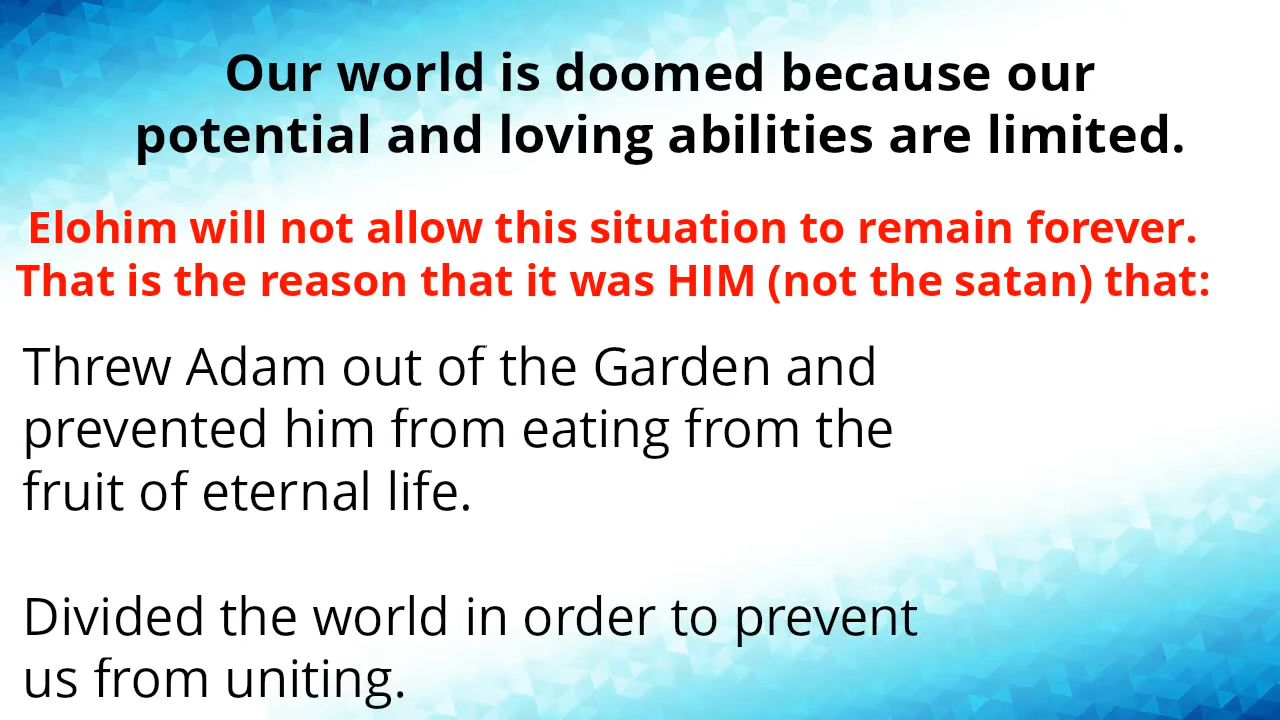 Our world is doomed because our
potential and loving abilities are limited.
Elohim will not allow this situation to remain forever.
That is the reason that it was HIM (not the satan) that:
Threw Adam out of the Garden and
prevented him from eating from the
fruit of eternal life.
Divided the world in order to prevent
us from uniting.